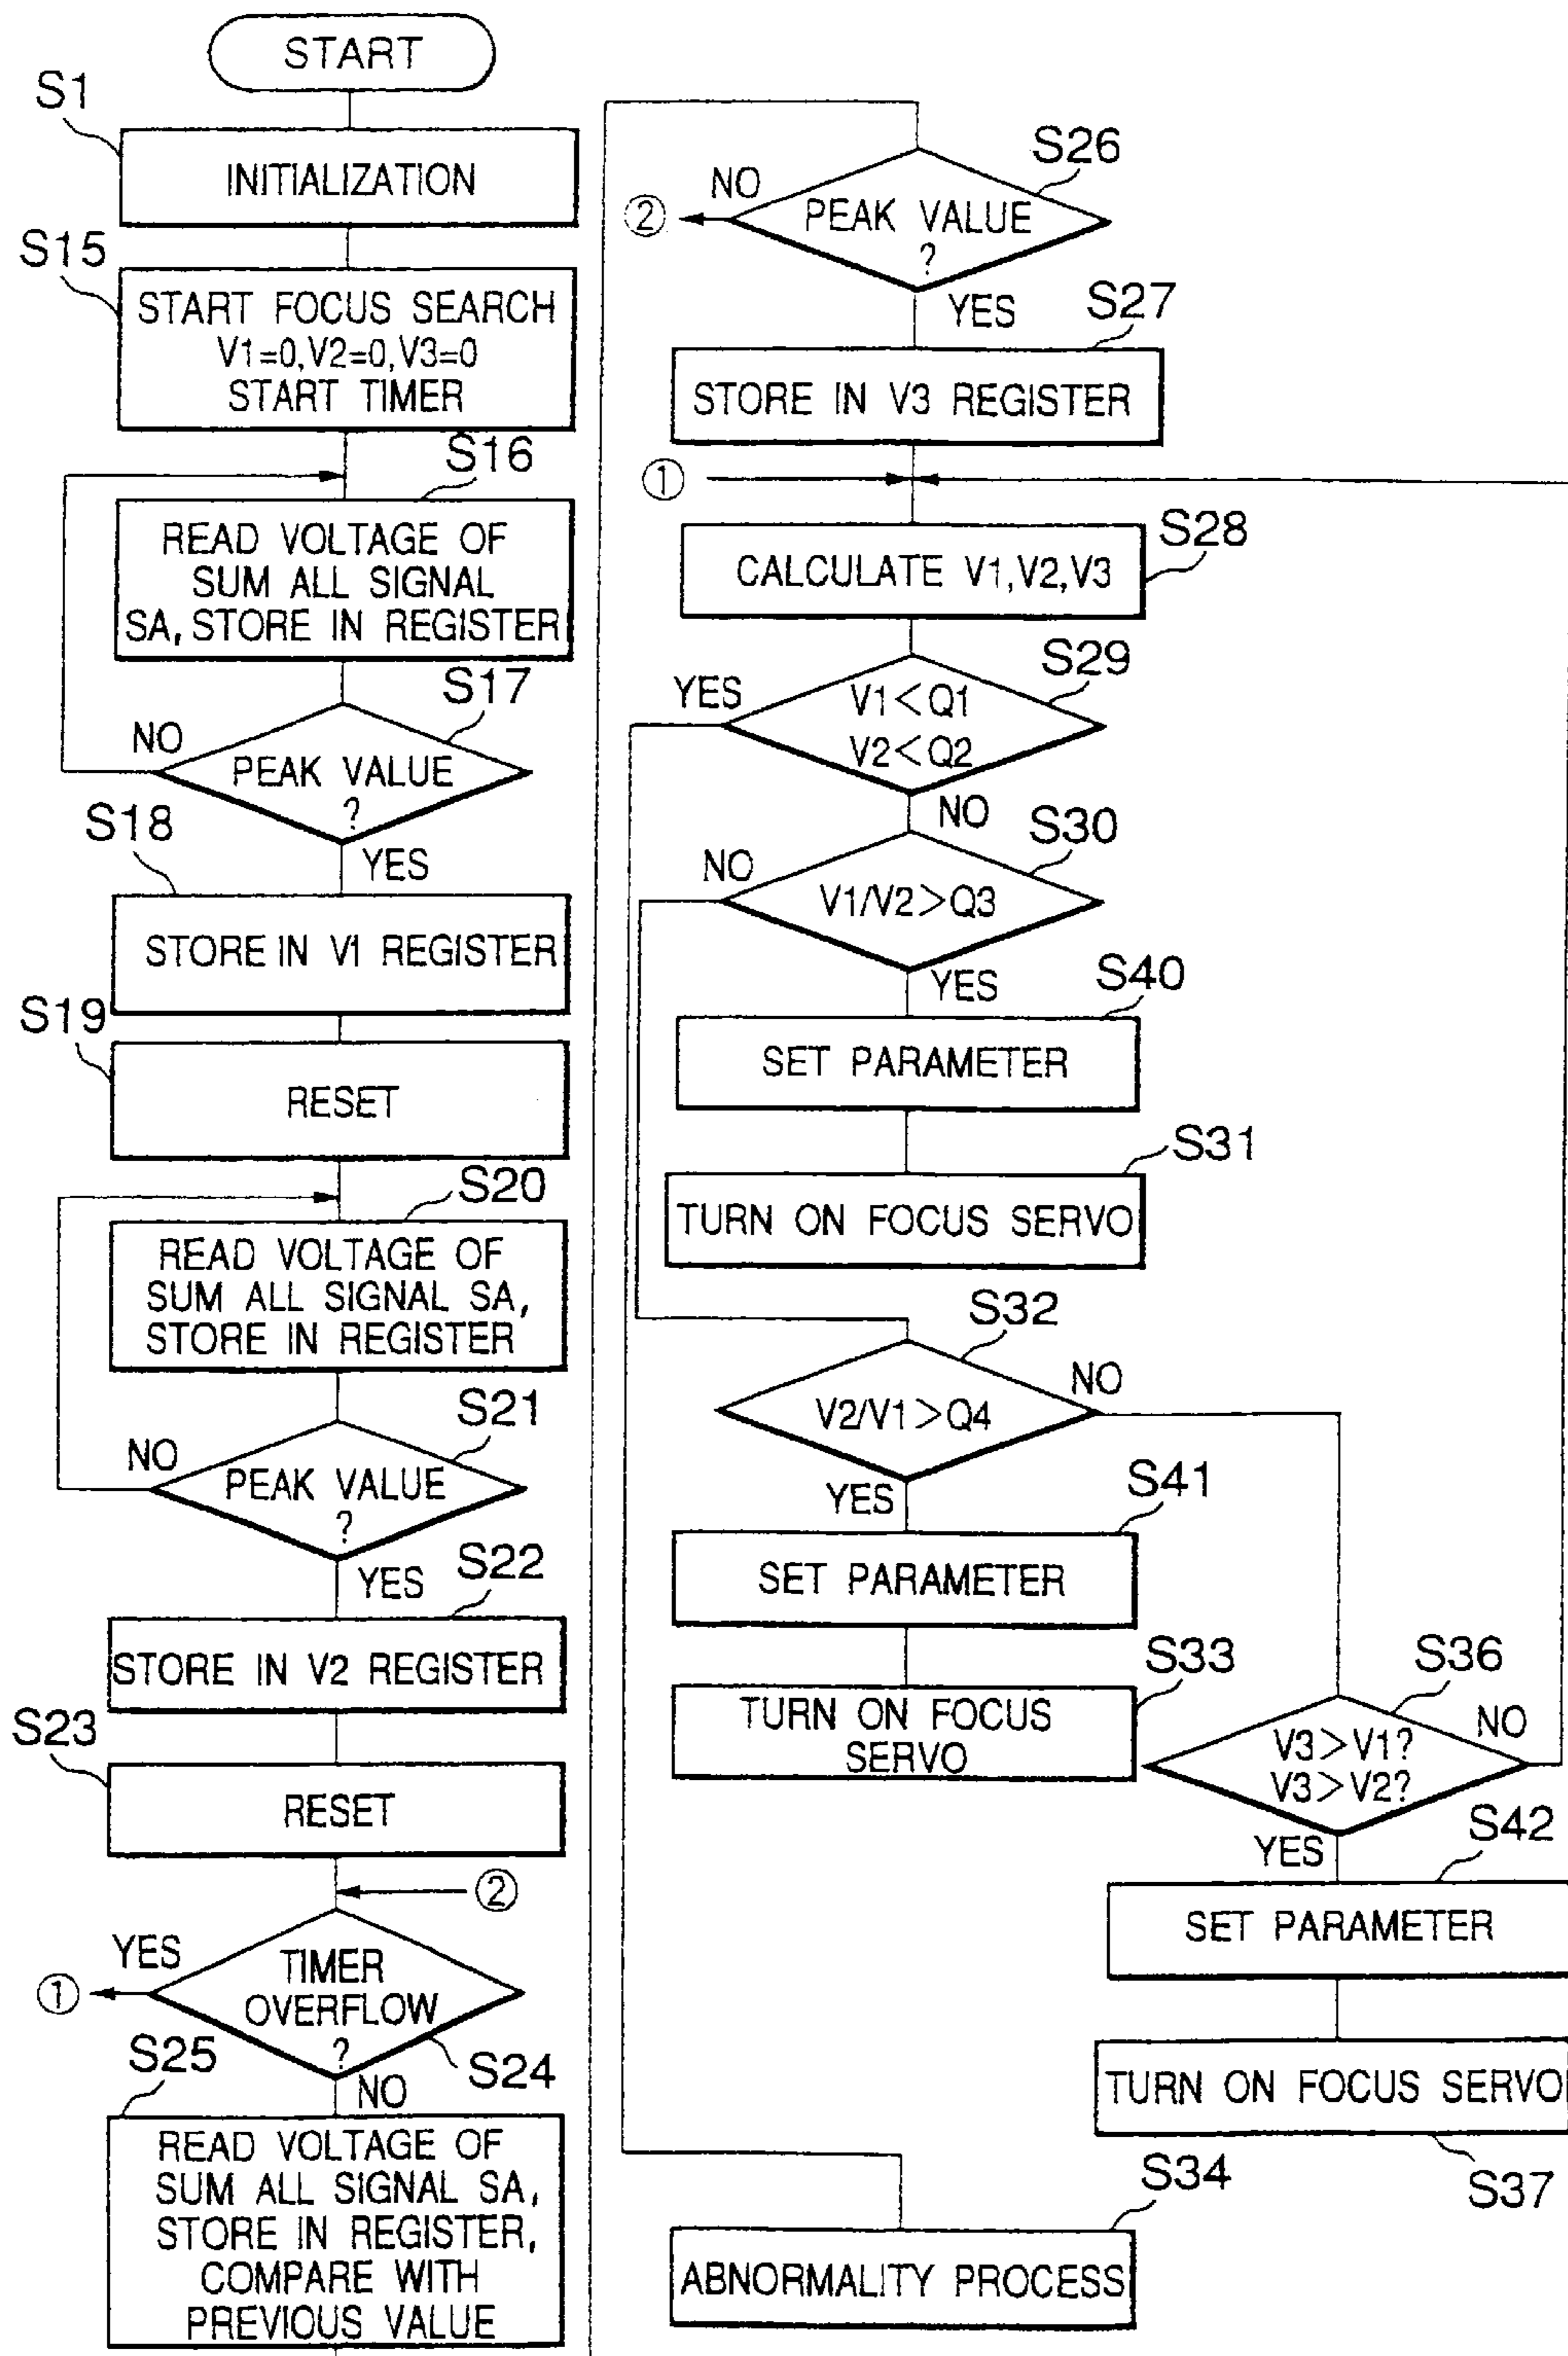 START
S1
INITIALIZATION
S15
START FOCUS SEARCH
V1=0,V2=0,V3=0
START TIMER
S16
READ VOLTAGE OF
SUM ALL SIGNAL
SA, STORE IN REGISTER
S17
NO
PEAK VALUE
?
YES
S18
STORE IN V1 REGISTER
S19
RESET
S20
READ VOLTAGE OF
SUM ALL SIGNAL SA,
STORE IN REGISTER
S21
NO
PEAK VALUE
?
YES
S22
STORE IN V2 REGISTER
S23
RESET
②
YES
①
TIMER
OVERFLOW
?
S24
NO
S25
READ VOLTAGE OF
SUM ALL SIGNAL SA,
STORE IN REGISTER,
COMPARE WITH
PREVIOUS VALUE
S26
NO
②
PEAK VALUE
?
YES
S27
STORE IN V3 REGISTER
①
S28
CALCULATE V1,V2,V3
S29
YES
V1<Q1
V2<Q2
NO
S30
NO
V1/V2>Q3
YES
S40
SET PARAMETER
S31
TURN ON FOCUS SERVO
S32
NO
V2/V1>Q4
YES
S41
SET PARAMETER
S33
TURN ON FOCUS
SERVO
S36
NO
V3>V1?
V3>V2?
YES
S42
SET PARAMETER
TURN ON FOCUS SERVO
S37
S34
ABNORMALITY PROCESS